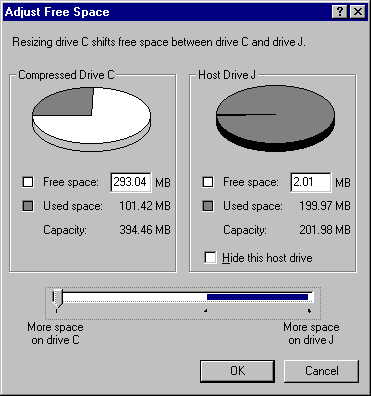 Adjust Free Space
Resizing drive C shifts free space between drive C and drive J.
Compressed Drive C
Free space: 293.04 MB
Used space: 101.42 MB
Capacity: 394.46 MB
Host Drive J
Free space: 2.01 MB
Used space: 199.97 MB
Capacity: 201.98 MB
Hide this host drive
More space
on drive C
More space
on drive J
OK Cancel